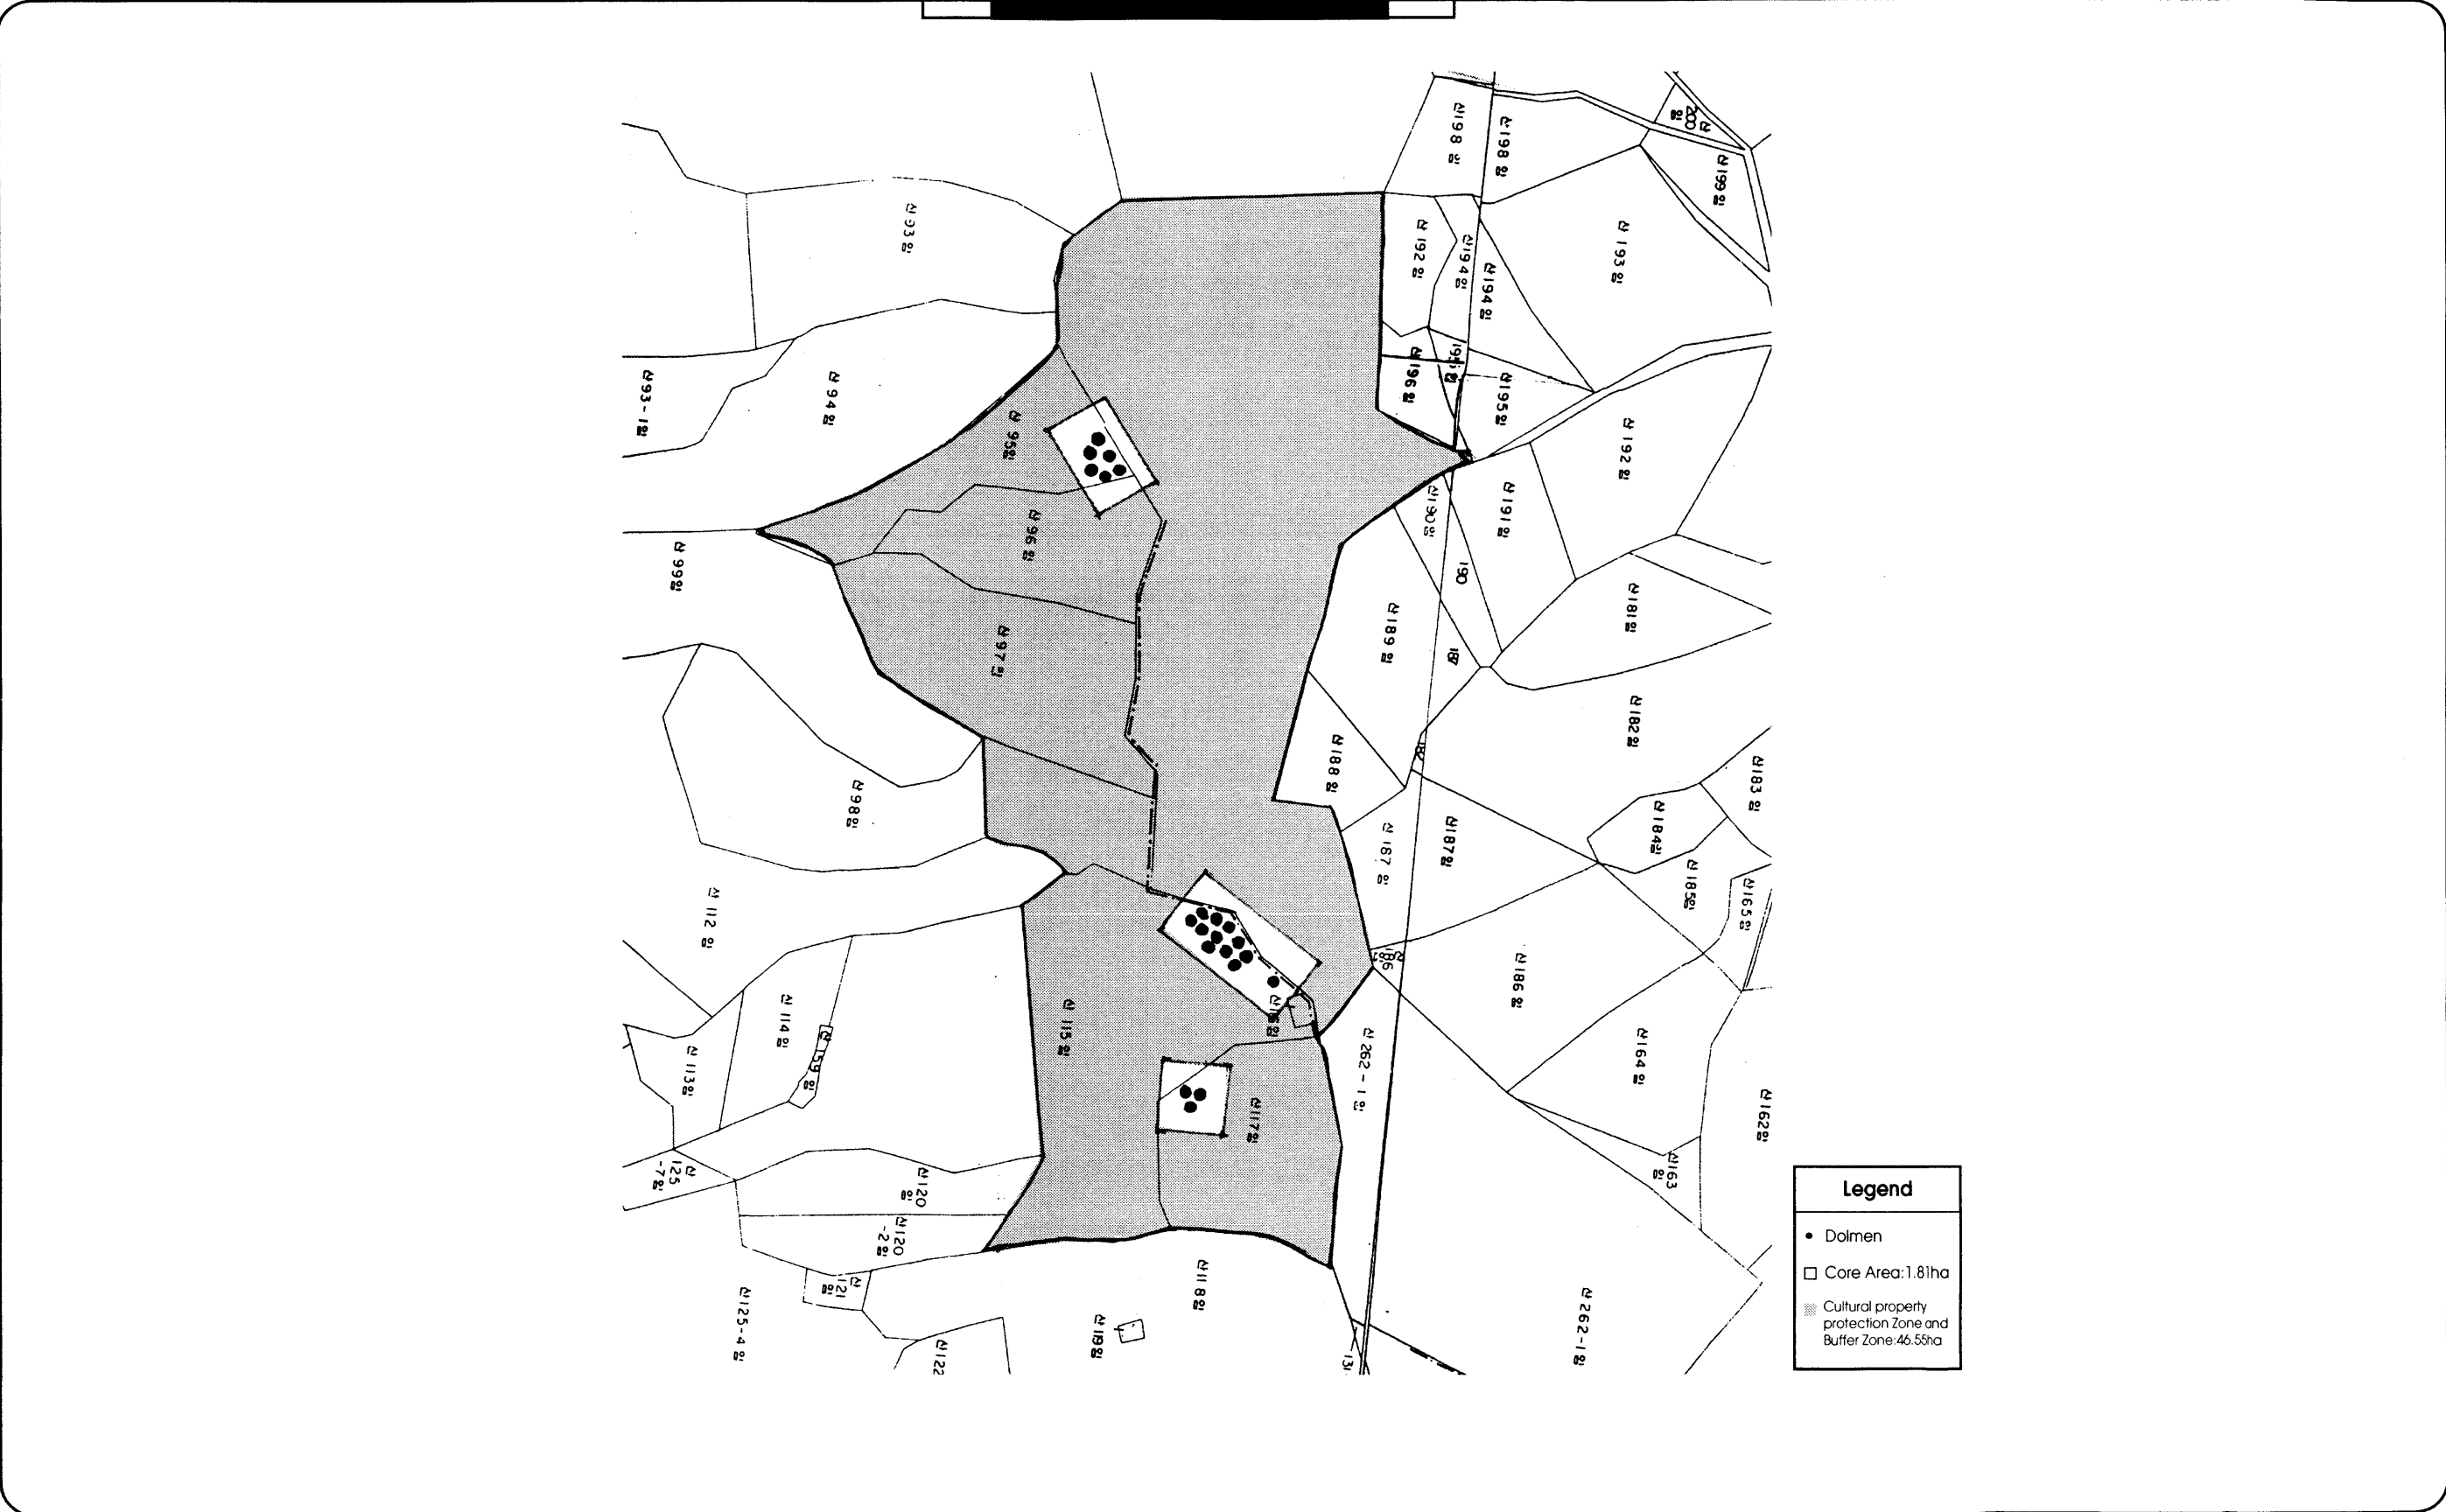 산198임
산198임
산200임
산199임
산93임
산192임
산194임
산194임
산193임
산93-1임
산94임
산95임
산196임
산195임
산192임
산99임
산96임
산190임
산191임
190
산181임
산97
산189임
187
산182임
산98임
산188임
산183임
산187임
산187임
산184임
산185임
산165임
산112임
산186
산186임
산114임
산115임
산113임
산159임
산262-1임
산164임
산117임
산162임
산163임
산125-7임
산120임
산120-2임
산121임
산118임
산125-4임
산122
산262-1임
131
Legend
Dolmen
Core Area:1.81ha
Cultural property
protection Zone and
Buffer Zone:46.55ha